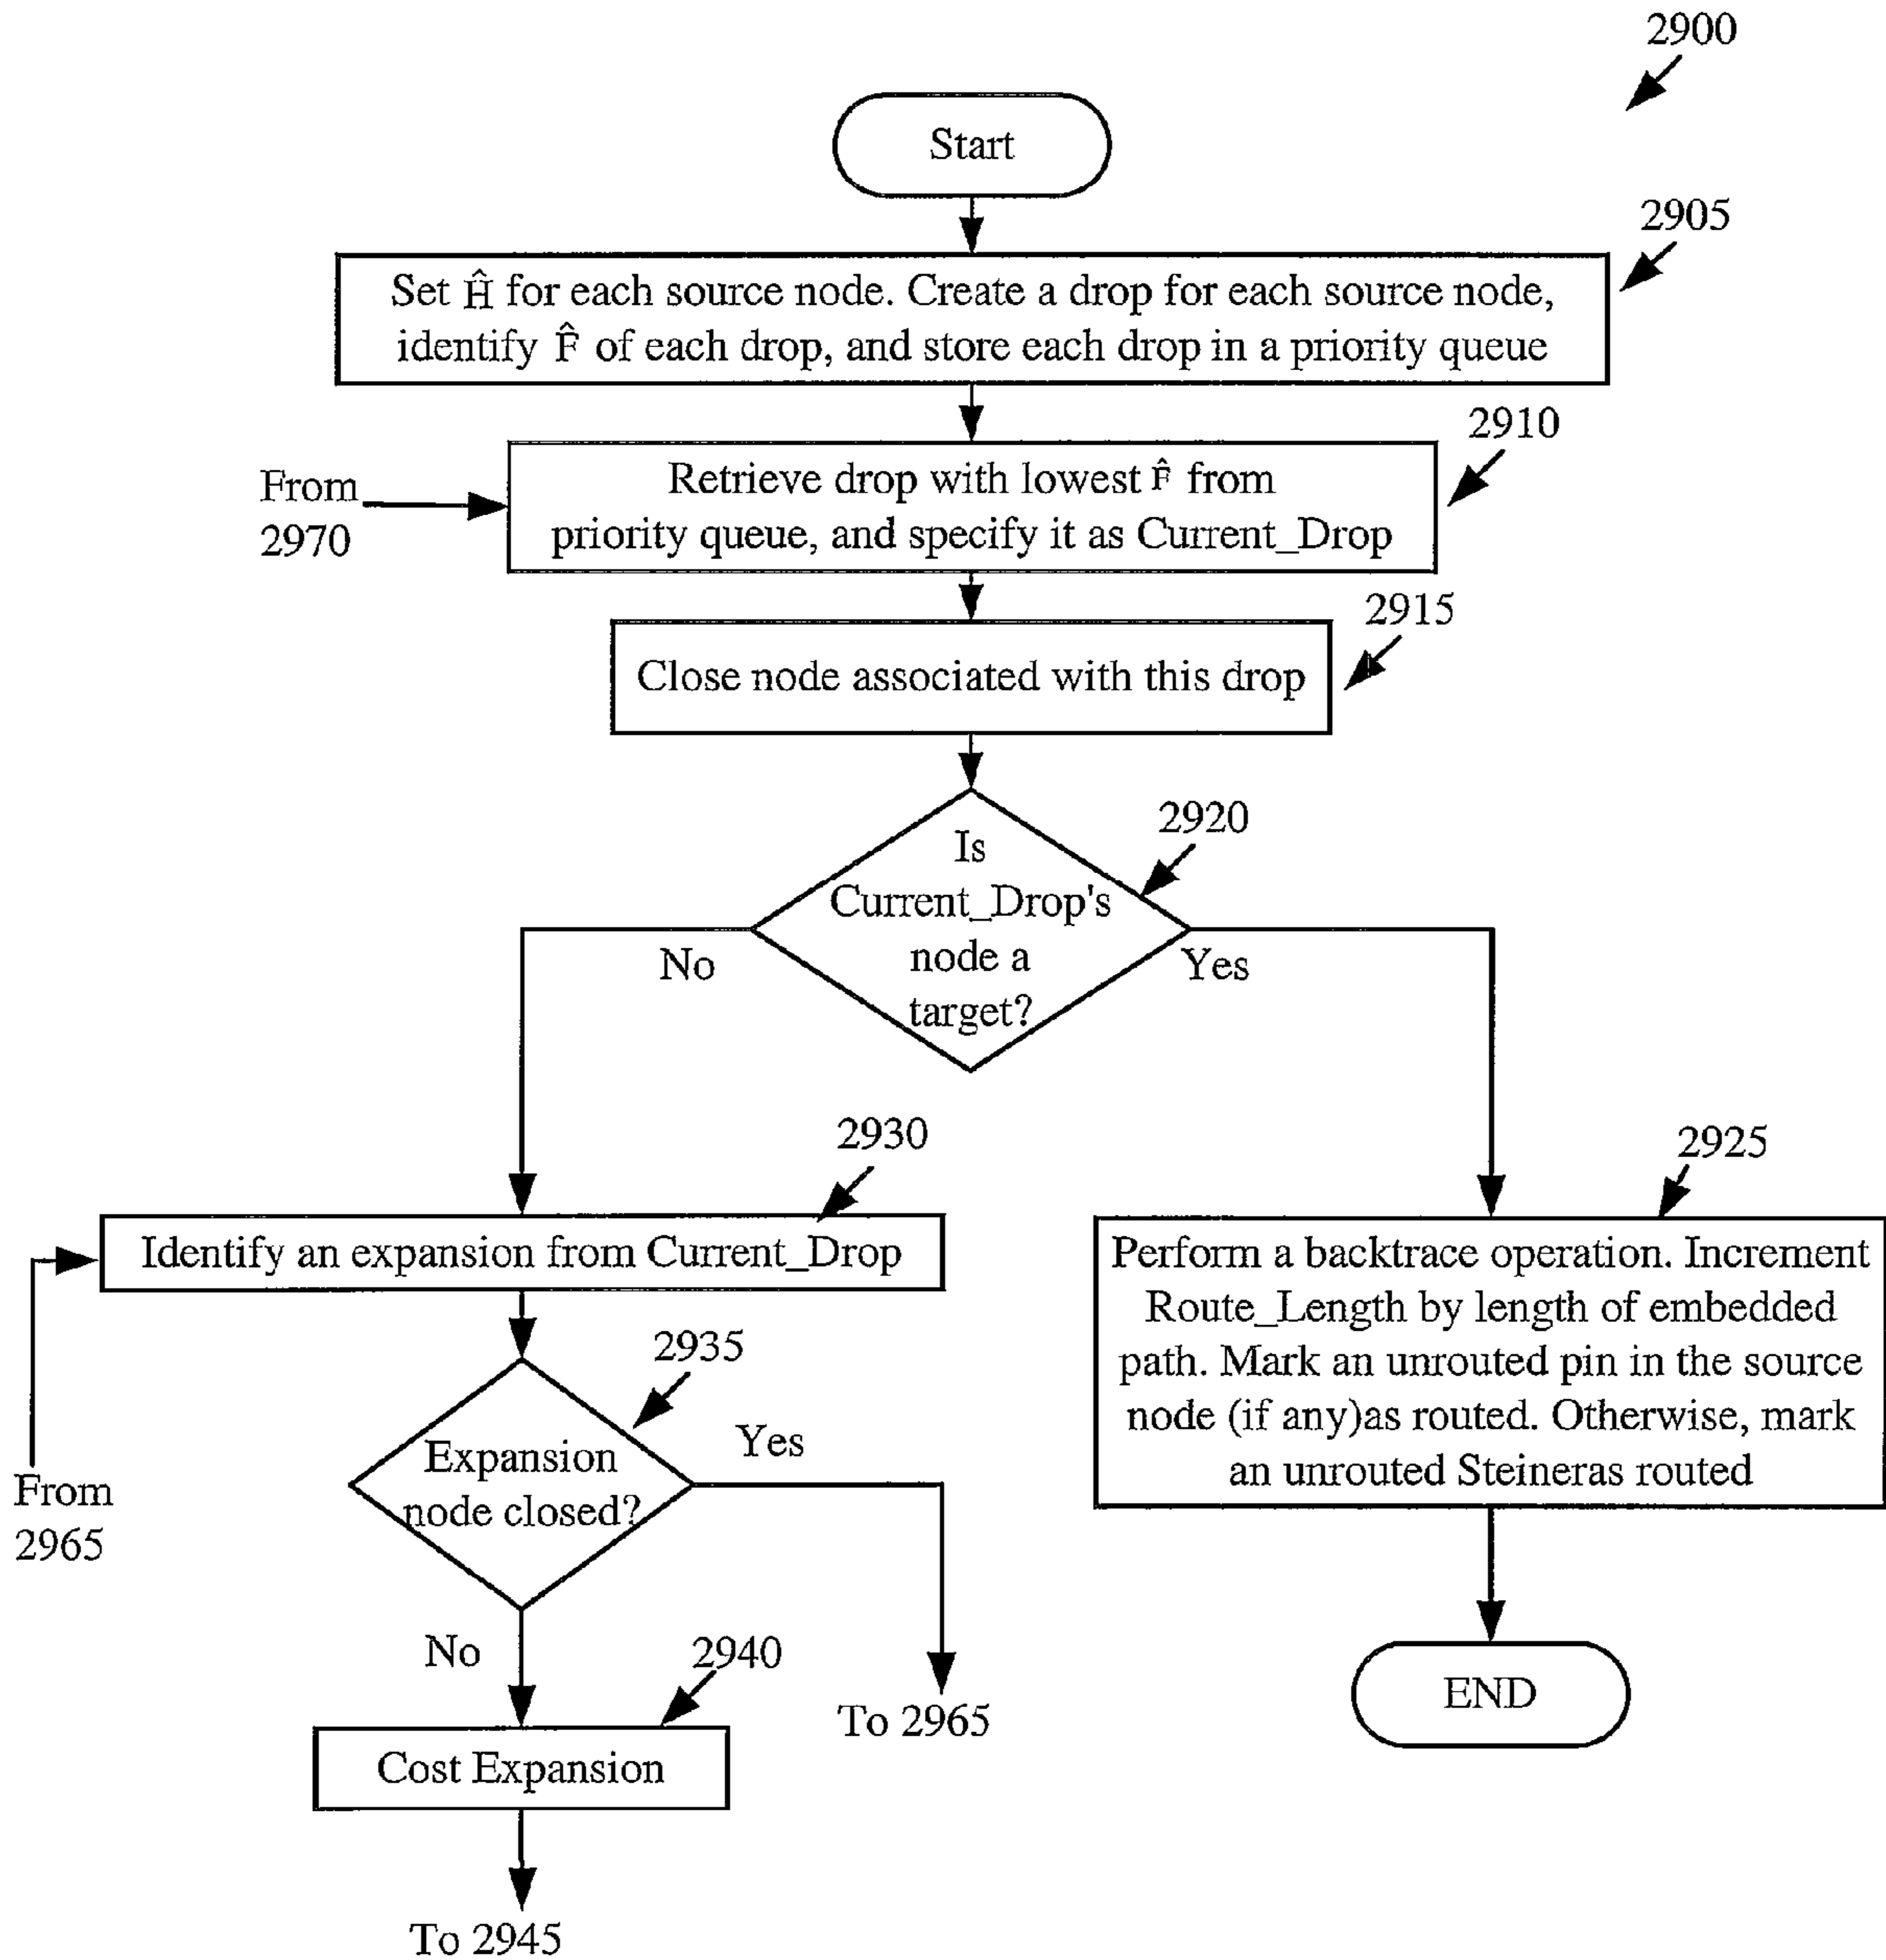 2900
Start
2905
Set Ĥ for each source node. Create a drop for each source node,
identify F̂ of each drop, and store each drop in a priority queue
2910
From
2970
Retrieve drop with lowest F̂ from
priority queue, and specify it as Current_Drop
2915
Close node associated with this drop
2920
Is
Current_Drop's
node a
target?
No
Yes
2930
2925
Identify an expansion from Current_Drop
Perform a backtrace operation. Increment
Route_Length by length of embedded
path. Mark an unrouted pin in the source
node (if any)as routed. Otherwise, mark
an unrouted Steineras routed
2935
Expansion
node closed?
Yes
From
2965
No
2940
To 2965
END
Cost Expansion
To 2945